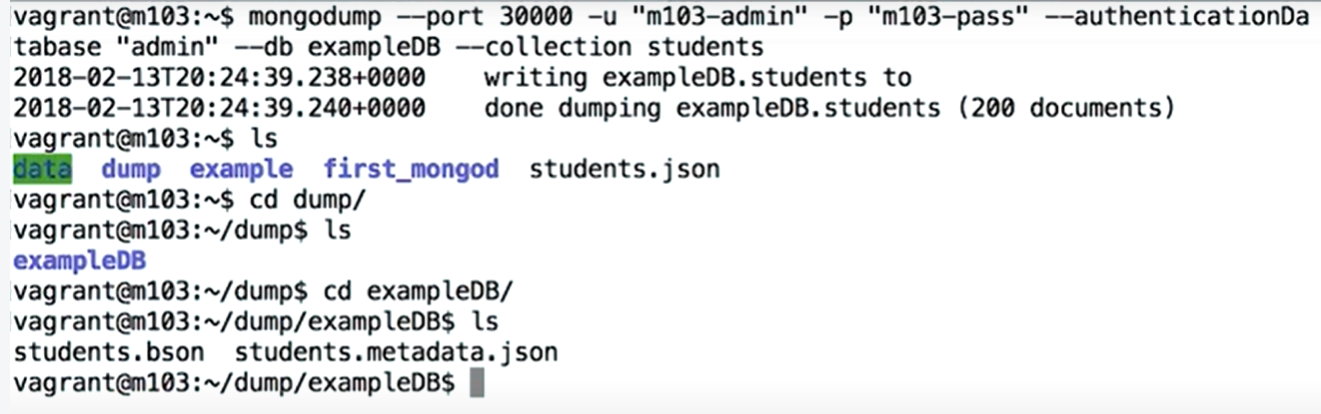 vagrant@m103:~$ mongodump --port 30000 -u "m103-admin" -p "m103-pass" --authenticationDa
tabase "admin" --db exampleDB --collection students
2018-02-13T20:24:39.238+0000    writing exampleDB.students to
2018-02-13T20:24:39.240+0000    done dumping exampleDB.students (200 documents)
vagrant@m103:~$ ls
data  dump  example  first_mongod  students.json
vagrant@m103:~$ cd dump/
vagrant@m103:~/dump$ ls
exampleDB
vagrant@m103:~/dump$ cd exampleDB/
vagrant@m103:~/dump/exampleDB$ ls
students.bson  students.metadata.json
vagrant@m103:~/dump/exampleDB$